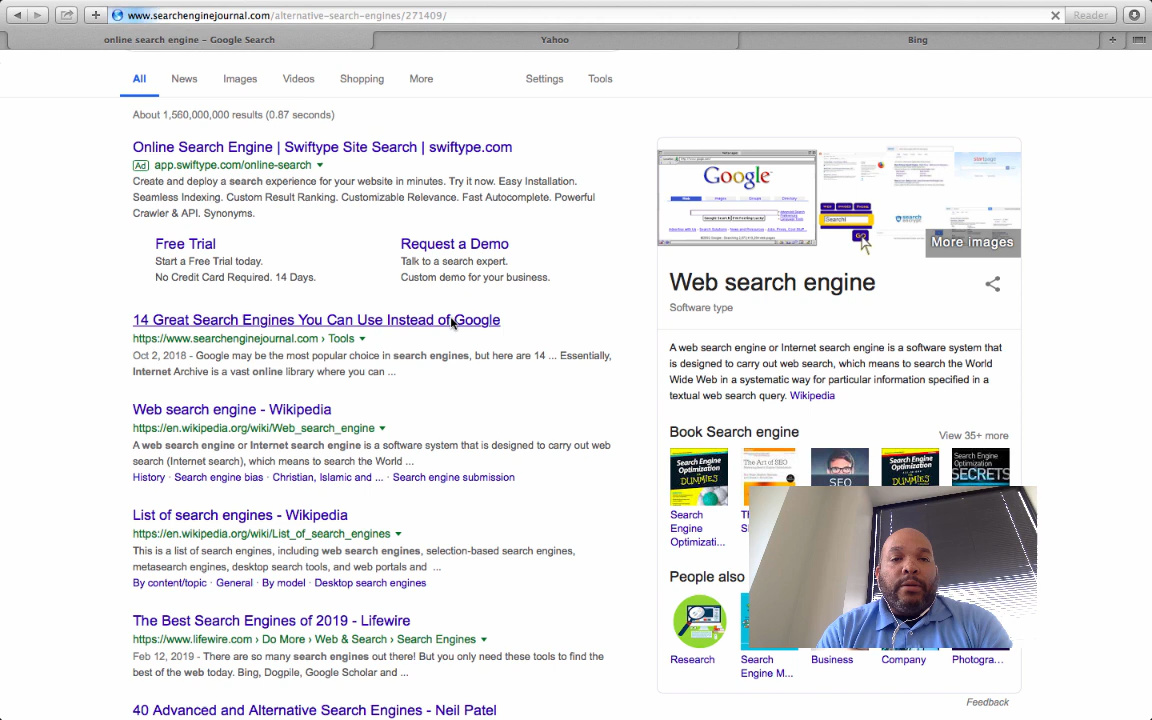 www.searchenginejournal.com/alternative-search-engines/271409/
Reader
online search engine – Google Search
Yahoo
Bing
All
News
Images
Videos
Shopping
More
Settings
Tools
About 1,560,000,000 results (0.87 seconds)
Online Search Engine | Swiftype Site Search | swiftype.com
Ad app.swiftype.com/online-search
Create and deploy a search experience for your website in minutes. Try it now. Easy Installation.
Seamless Indexing. Custom Result Ranking. Customizable Relevance. Fast Autocomplete. Powerful
Crawler & API. Synonyms.
Free Trial
Start a Free Trial today.
No Credit Card Required. 14 Days.
Request a Demo
Talk to a search expert.
Custom demo for your business.
14 Great Search Engines You Can Use Instead of Google
https://www.searchenginejournal.com › Tools
Oct 2, 2018 - Google may be the most popular choice in search engines, but here are 14 ... Essentially,
Internet Archive is a vast online library where you can ...
Web search engine - Wikipedia
https://en.wikipedia.org/wiki/Web_search_engine
A web search engine or Internet search engine is a software system that is designed to carry out web
search (Internet search), which means to search the World ...
History · Search engine bias · Christian, Islamic and ... · Search engine submission
List of search engines - Wikipedia
https://en.wikipedia.org/wiki/List_of_search_engines
This is a list of search engines, including web search engines, selection-based search engines,
metasearch engines, desktop search tools, and web portals and ...
By content/topic · General · By model · Desktop search engines
The Best Search Engines of 2019 - Lifewire
https://www.lifewire.com › Do More › Web & Search › Search Engines
Feb 12, 2019 - There are so many search engines out there! But you only need these tools to find the
best of the web today. Bing, Dogpile, Google Scholar and ...
40 Advanced and Alternative Search Engines - Neil Patel
Google
GO
More images
Web search engine
Software type
A web search engine or Internet search engine is a software system that
is designed to carry out web search, which means to search the World
Wide Web in a systematic way for particular information specified in a
textual web search query. Wikipedia
Book Search engine
View 35+ more
Search Engine
Optimization
DUMMIES
The Art of SEO
SEO
DUMMIES
Search Engine
Optimization
SECRETS
Search
Engine
Optimizati...
People also
Research
Search
Engine M...
Business
Company
Photogra...
Feedback